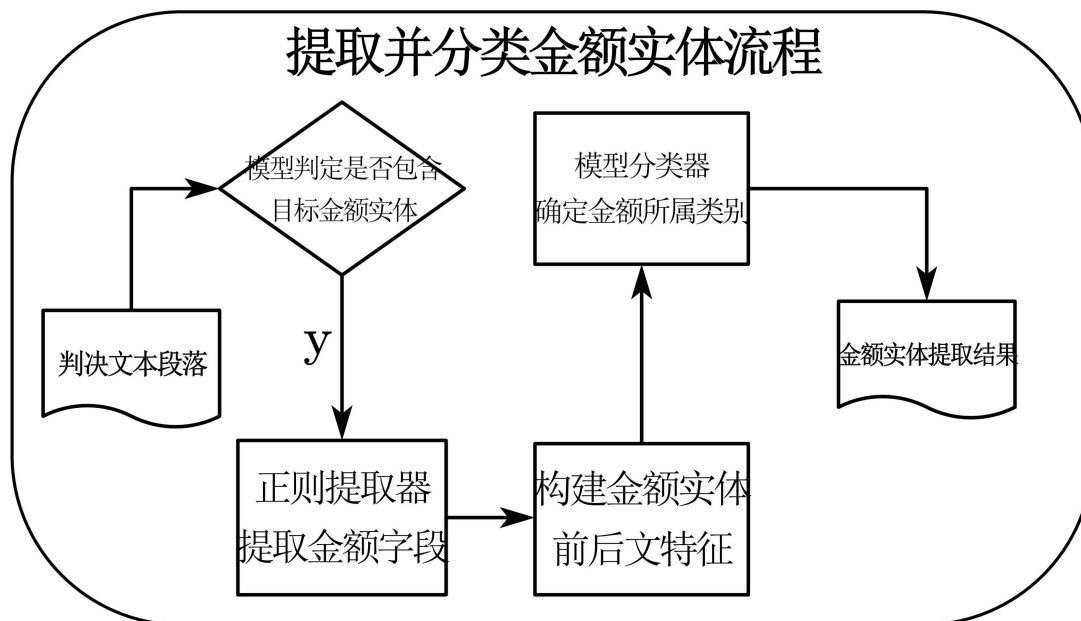 提取并分类金额实体流程
模型判定是否包含
目标金额实体
y
判决文本段落
正则提取器
提取金额字段
构建金额实体
前后文特征
模型分类器
确定金额所属类别
金额实体提取结果